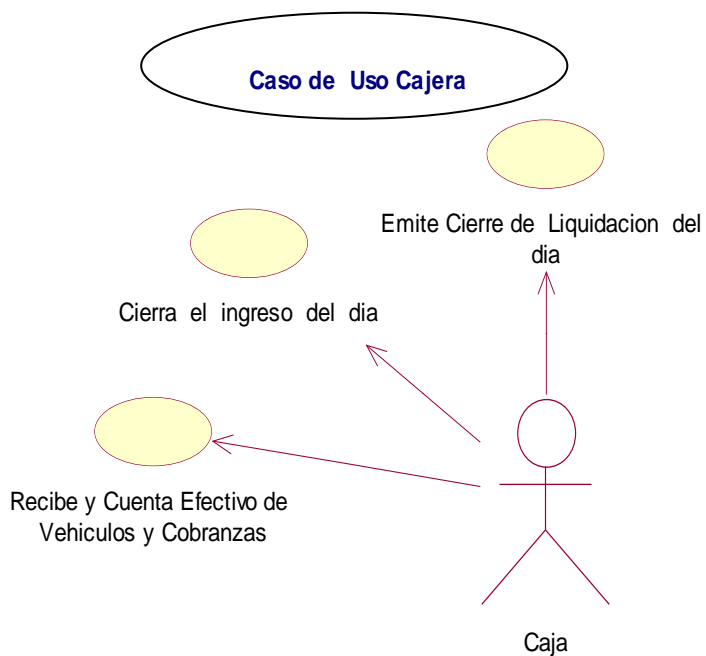 Caso de Uso Cajera
Emite Cierre de Liquidacion del
dia
Cierra el ingreso del dia
Recibe y Cuenta Efectivo de
Vehiculos y Cobranzas
Caja